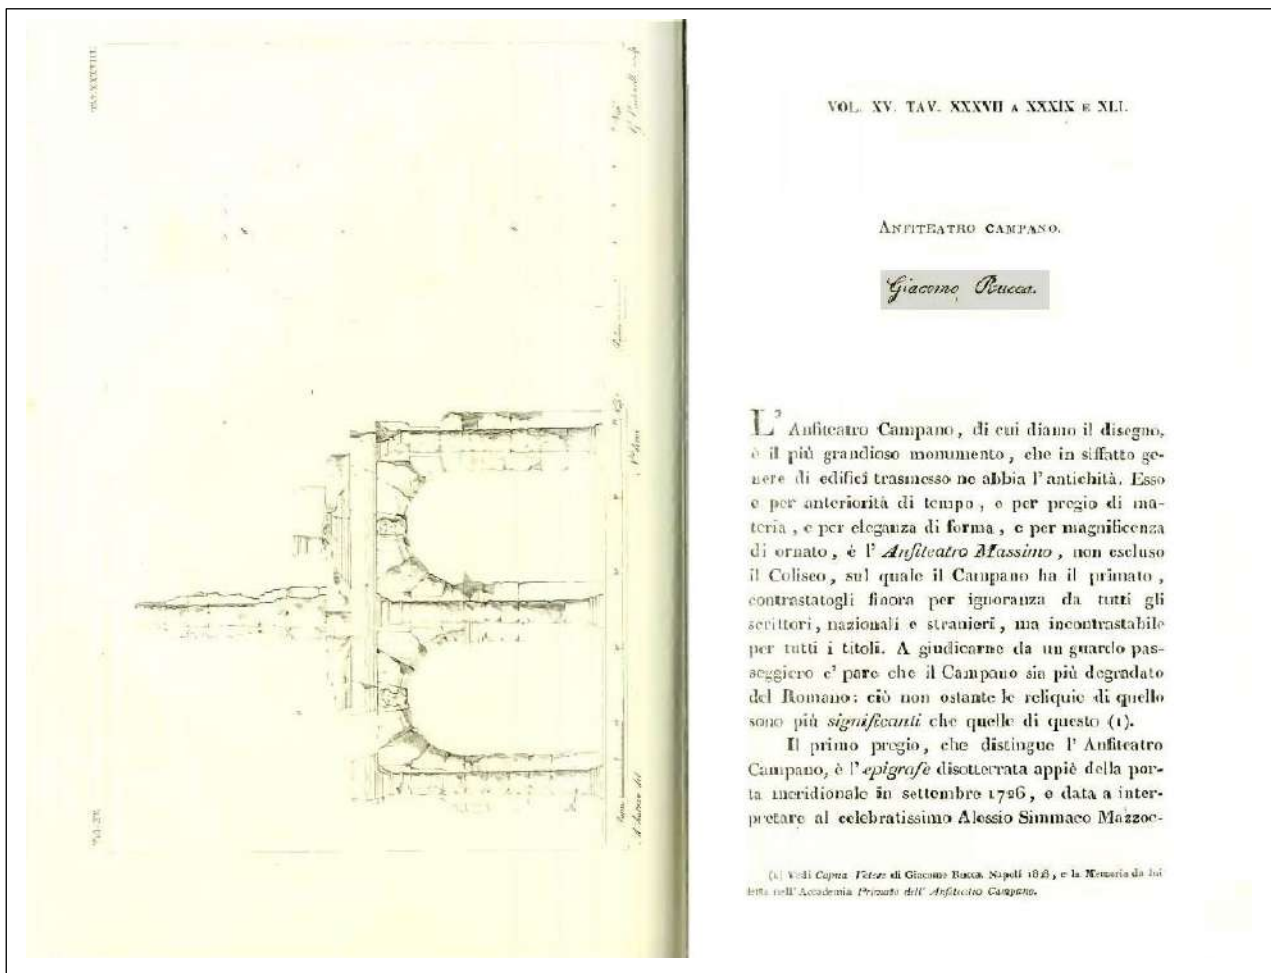 TAV. XXXVIII.
VOL. XV.
Palmi
VOL. XV. TAV. XXXVII A XXXIX E XLI.
ANFITEATRO CAMPANO.
Giacomo Rucca.
L' Anfiteatro Campano, di cui diamo il disegno,
è il più grandioso monumento, che in siffatto ge-
nere di edifici trasmesso ne abbia l'antichità. Esso
e per anteriorità di tempo, e per pregio di ma-
teria, e per eleganza di forma, e per magnificenza
di ornato, è l' Anfiteatro Massimo, non escluso
il Coliseo, sul quale il Campano ha il primato,
contrastatogli finora per ignoranza da tutti gli
scrittori, nazionali e stranieri, ma incontrastabile
per tutti i titoli. A giudicarne da un guardo pas-
seggiero e' pare che il Campano sia più degradato
del Romano: ciò non ostante le reliquie di quello
sono più significanti che quelle di questo (1).
Il primo pregio, che distingue l' Anfiteatro
Campano, è l'epigrafe disotterrata appiè della por-
ta meridionale in settembre 1726, e data a inter-
pretare al celebratissimo Alessio Simmaco Mazzoc-
(1) Vedi Capua Vetere di Giacomo Rucca. Napoli 1828, e la Memoria da lui
letta nell' Accademia Primato dell' Anfiteatro Campano.